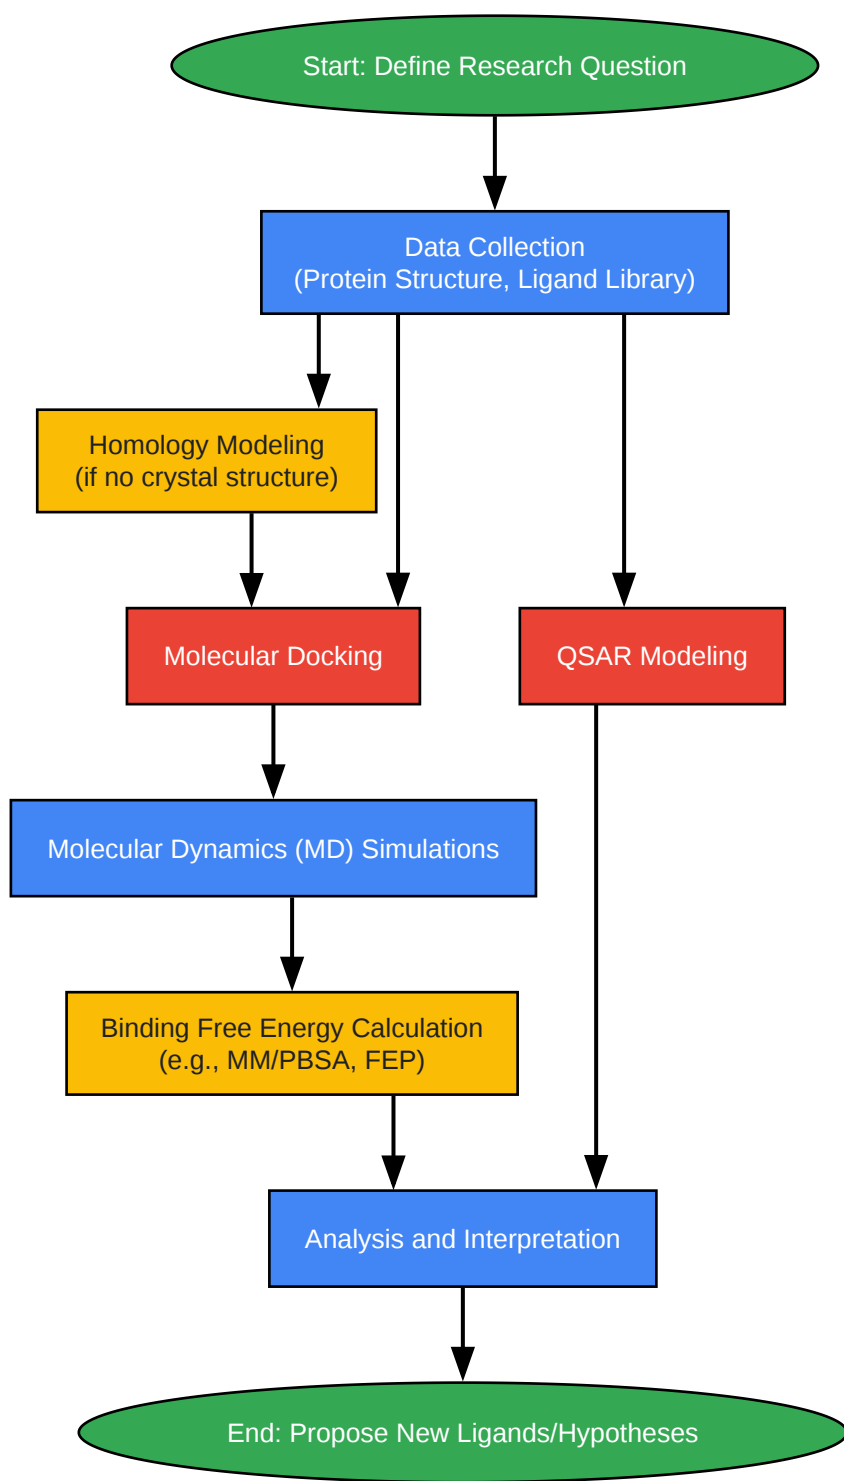 Start: Define Research Question
Data Collection
(Protein Structure, Ligand Library)
Homology Modeling
(if no crystal structure)
Molecular Docking
QSAR Modeling
Molecular Dynamics (MD) Simulations
Binding Free Energy Calculation
(e.g., MM/PBSA, FEP)
Analysis and Interpretation
End: Propose New Ligands/Hypotheses